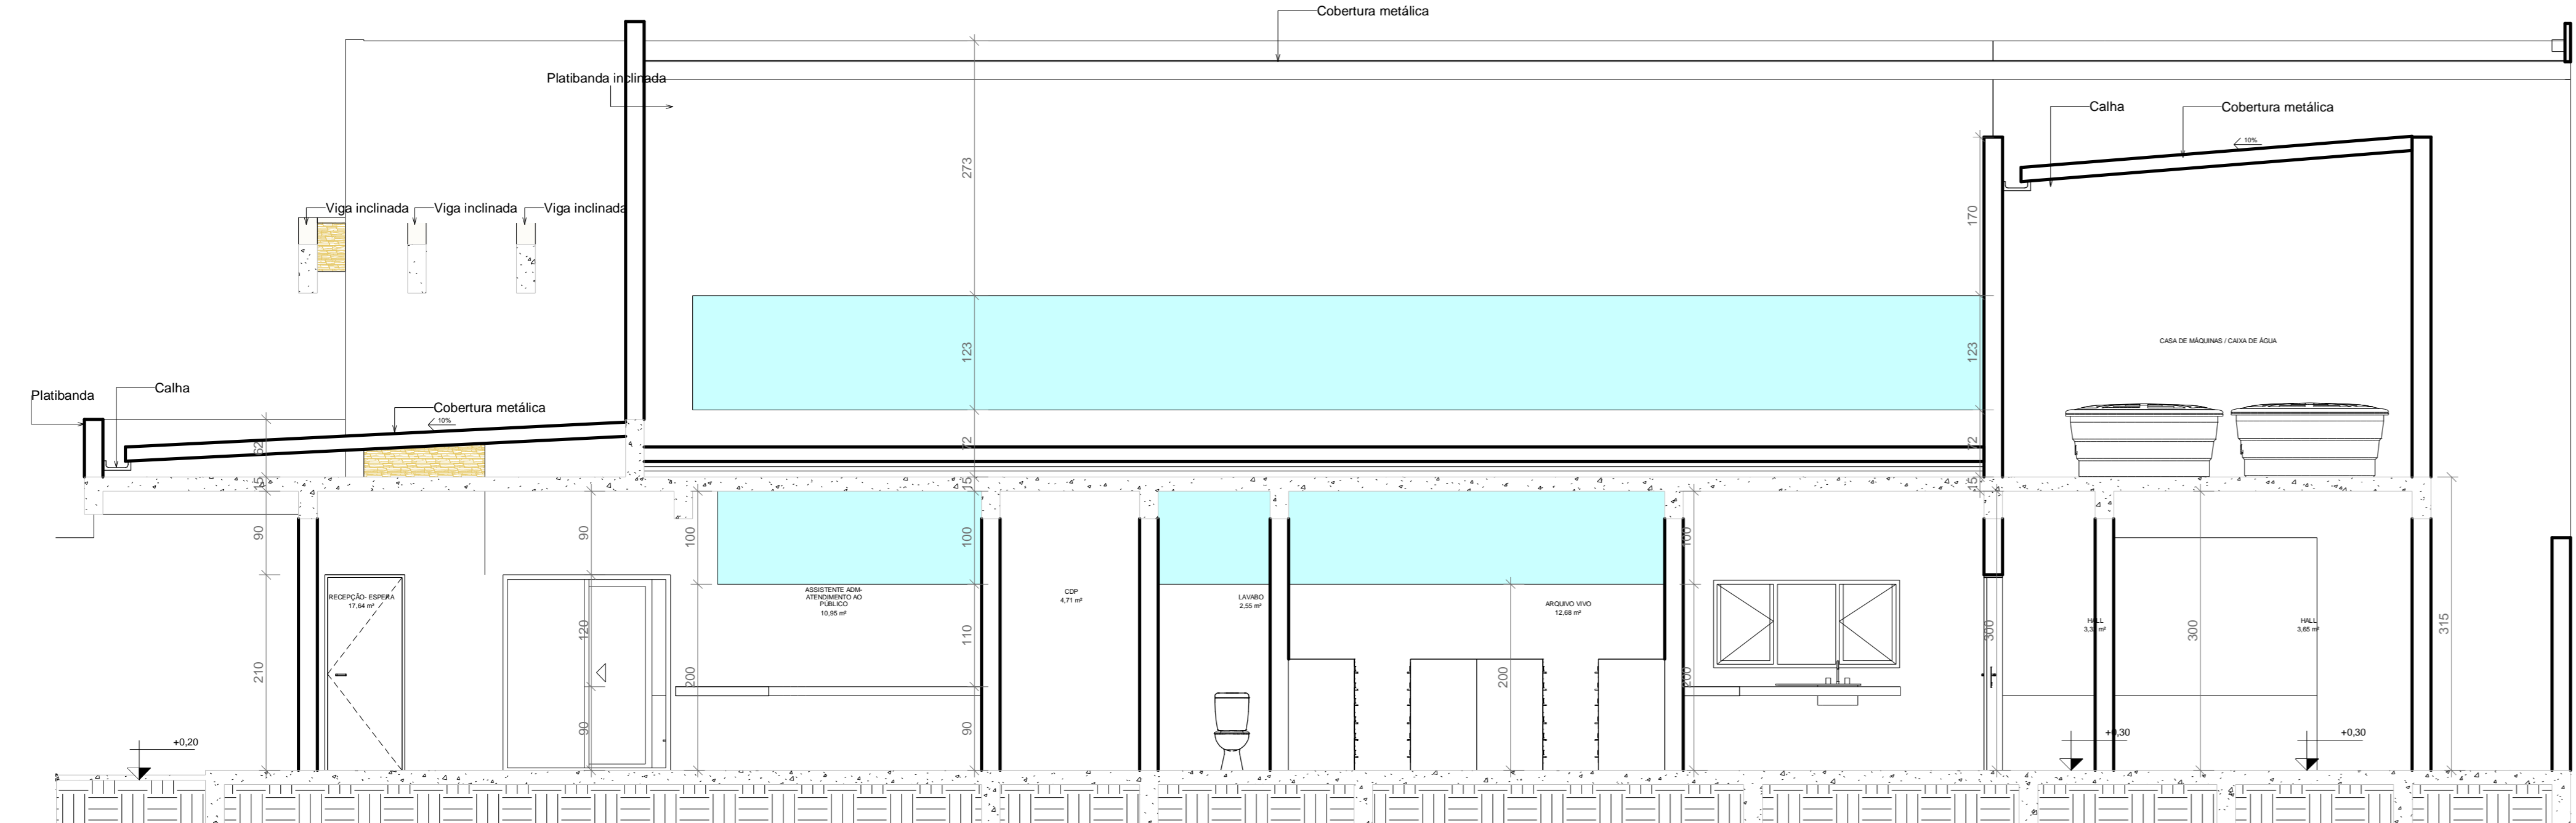 Cobertura metálica
Platibanda inclinada
Calha
Cobertura metálica
10%
273
170
Viga inclinada
Viga inclinada
Viga inclinada
CASA DE MÁQUINAS / CAIXA DE ÁGUA
123
123
Platibanda
Calha
Cobertura metálica
10%
62
72
72
15
15
15
90
90
100
100
100
RECEPÇÃO- ESPERA
17,64 m²
ASSISTENTE ADM-
ATENDIMENTO AO
PÚBLICO
10,95 m²
CDP
4,71 m²
LAVABO
2,55 m²
ARQUIVO VIVO
12,68 m²
HALL
HALL
3,65 m²
120
110
300
300
315
210
200
200
200
90
90
+0,20
+0,30
+0,30